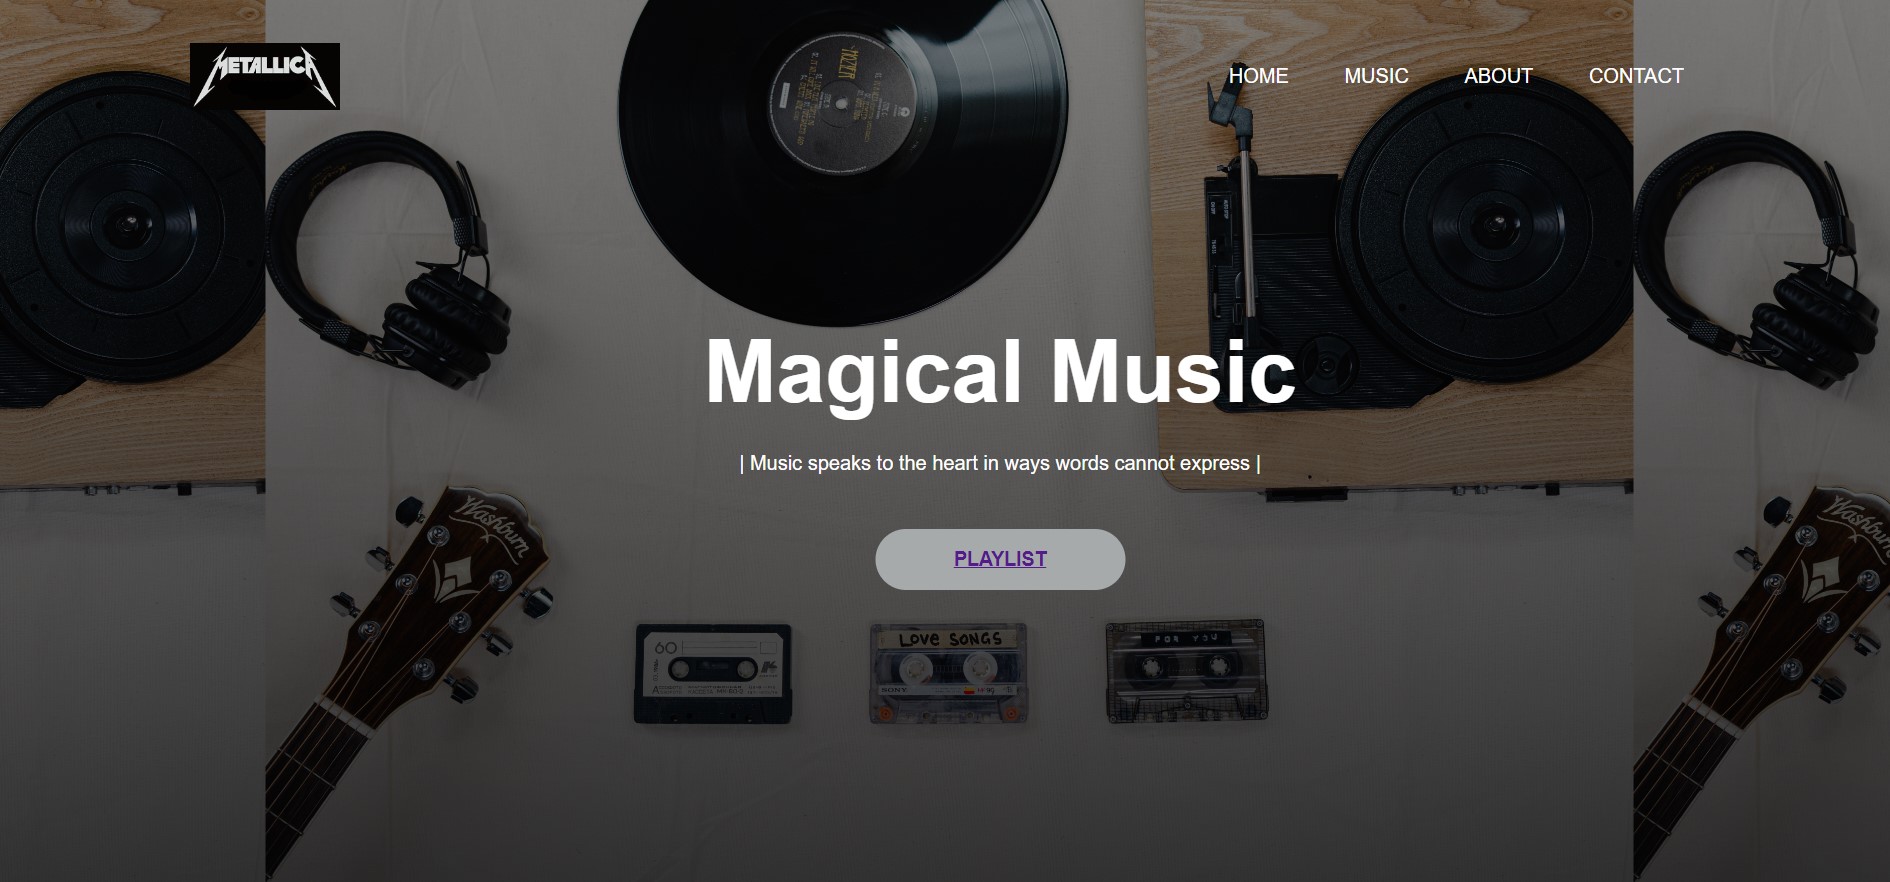 METALLICA
HOME MUSIC ABOUT CONTACT
Magical Music
| Music speaks to the heart in ways words cannot express |
PLAYLIST
Washburn
Washburn
60
LOVE SONGS
SONY
FOR YOU